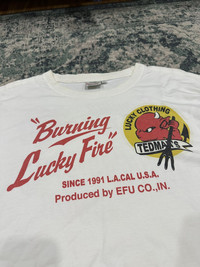 "Burning
Lucky Fire"
SINCE 1991 L.A.CAL U.S.A.
Produced by EFU CO.,IN.
LUCKY CLOTHING
TEDMAN'S